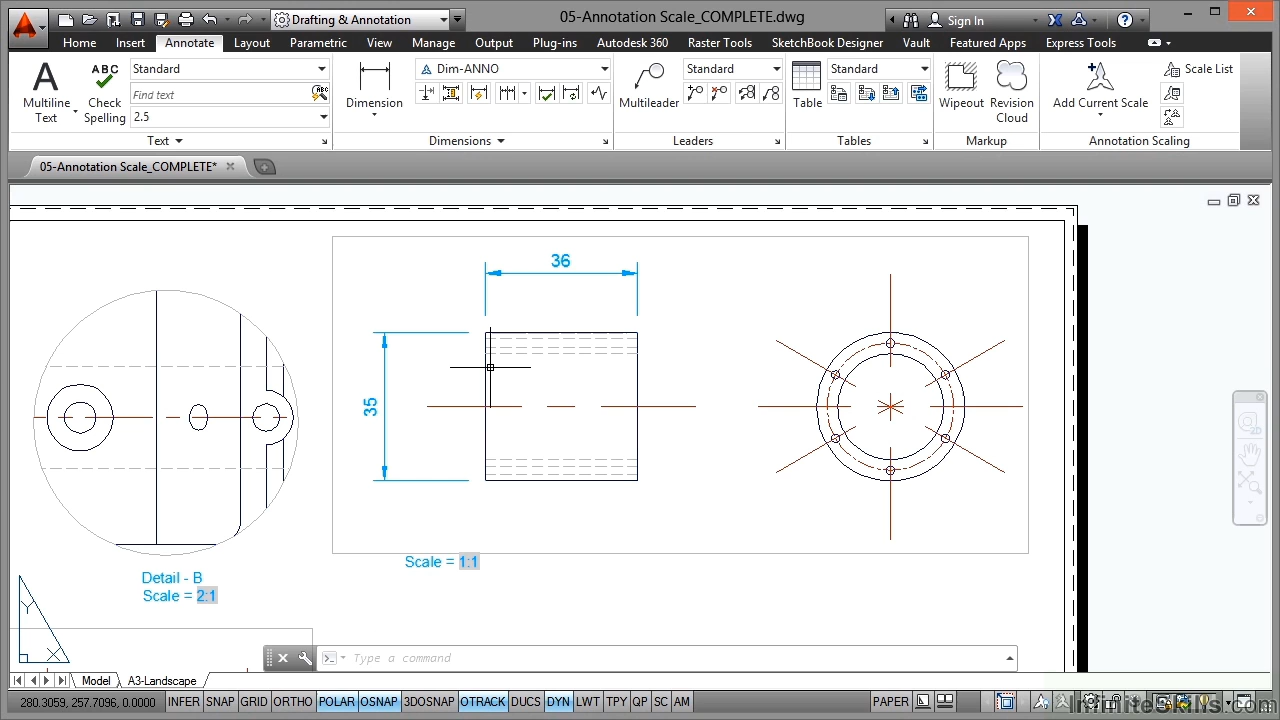 Drafting & Annotation
05-Annotation Scale_COMPLETE.dwg
Sign In
Home Insert Annotate Layout Parametric View Manage Output Plug-ins Autodesk 360 Raster Tools SketchBook Designer Vault Featured Apps Express Tools
A ABC Standard Dim-ANNO Standard Standard Scale List
Multiline Text
Check Spelling
Find text
2.5
Dimension
Multileader
Table
Wipeout
Revision Cloud
Add Current Scale
Text Dimensions Leaders Tables Markup Annotation Scaling
05-Annotation Scale_COMPLETE*
36
35
Scale = 1:1
Detail - B
Scale = 2:1
Y
X
2D
Type a command
Model A3-Landscape
280.3059, 257.7096, 0.0000 INFER SNAP GRID ORTHO POLAR OSNAP 3DOSNAP OTRACK DUCS DYN LWT TPY QP SC AM PAPER
InfiniteSkills.com